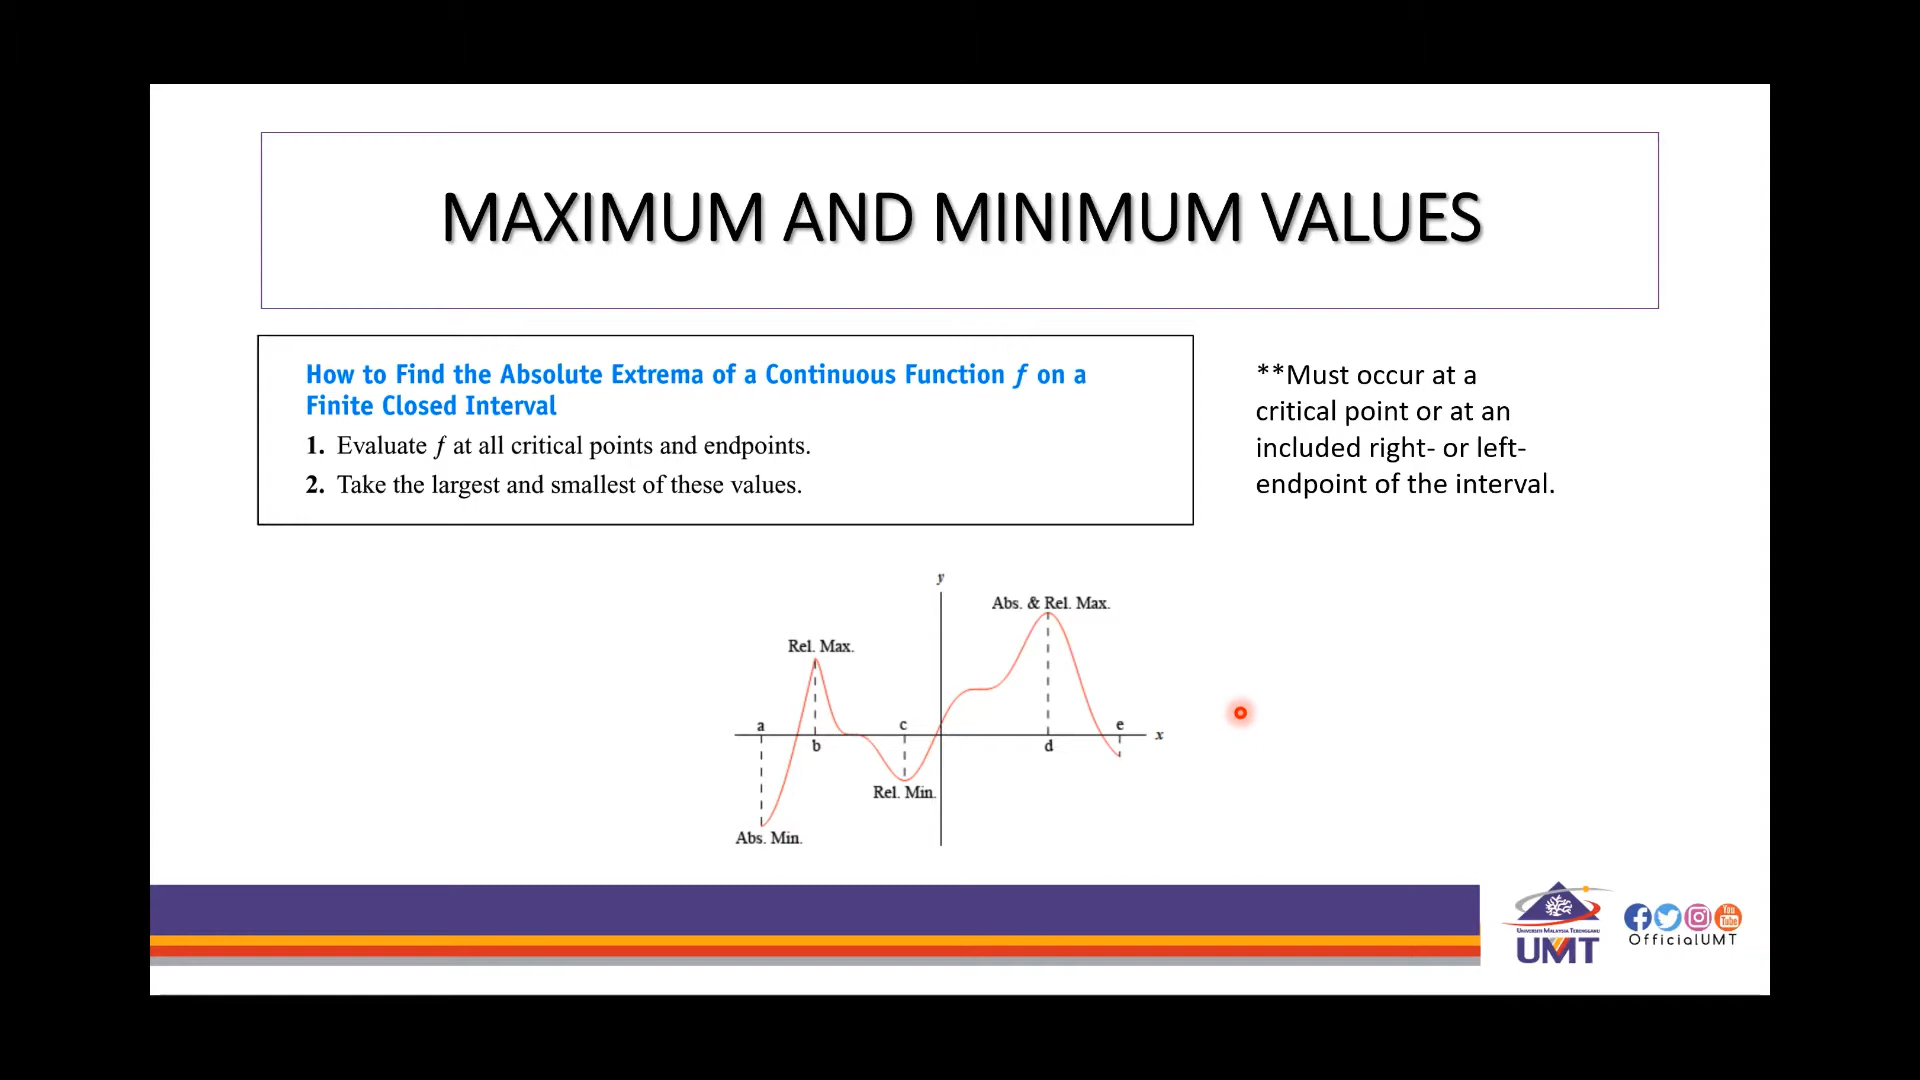 MAXIMUM AND MINIMUM VALUES
How to Find the Absolute Extrema of a Continuous Function f on a
Finite Closed Interval
1. Evaluate f at all critical points and endpoints.
2. Take the largest and smallest of these values.
**Must occur at a
critical point or at an
included right- or left-
endpoint of the interval.
y
Abs. & Rel. Max.
Rel. Max.
a
c
e
x
b
d
Rel. Min.
Abs. Min.
UNIVERSITI MALAYSIA TERENGGANU
UMT
You
Tube
OfficialUMT